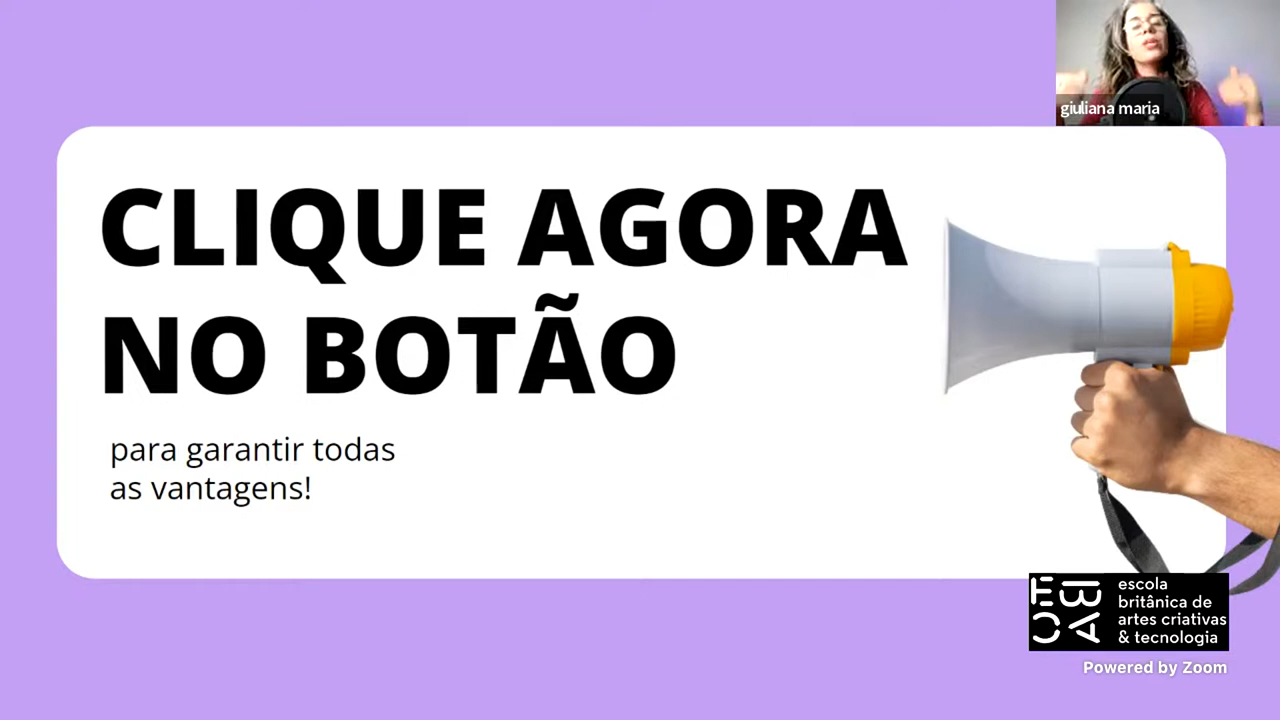 giuliana maria
CLIQUE AGORA
NO BOTÃO
para garantir todas
as vantagens!
EBAC
escola
britânica de
artes criativas
& tecnologia
Powered by Zoom